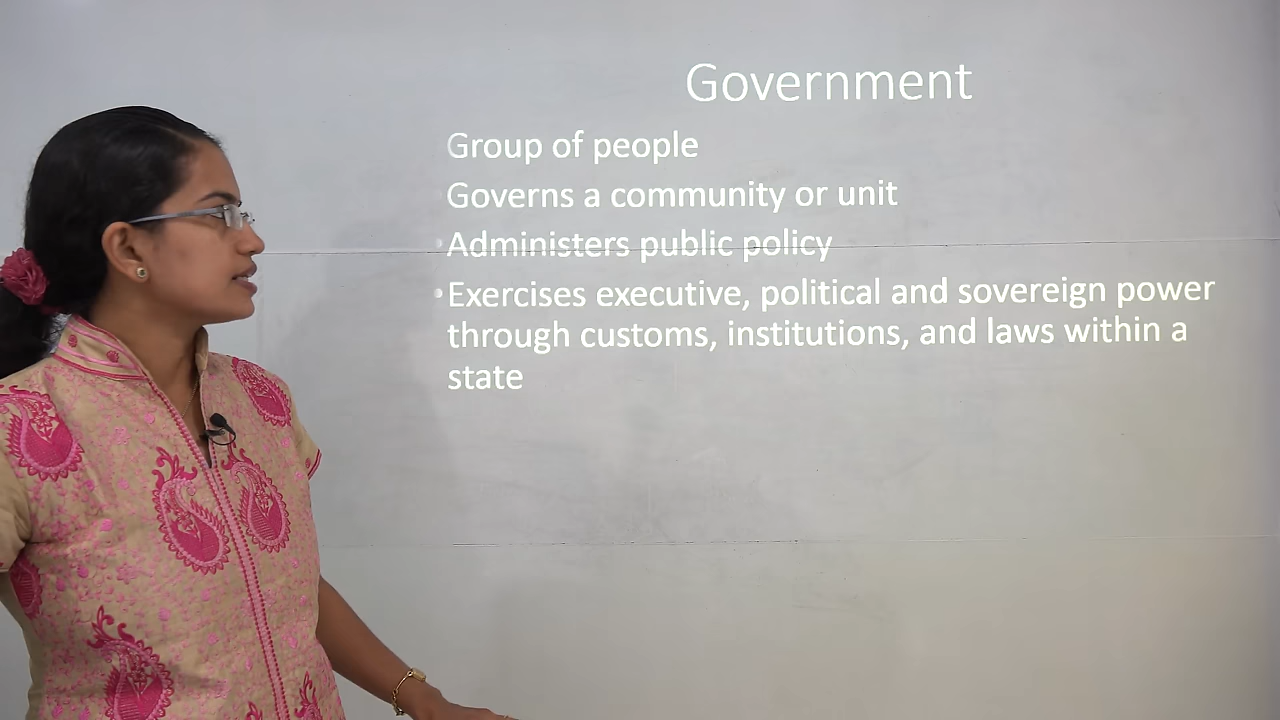 Government
Group of people
Governs a community or unit
Administers public policy
• Exercises executive, political and sovereign power
through customs, institutions, and laws within a
state